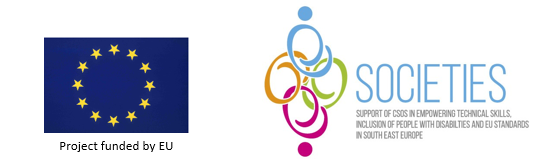 Project funded by EU
SOCIETIES
SUPPORT OF CSOS IN EMPOWERING TECHNICAL SKILLS,
INCLUSION OF PEOPLE WITH DISABILTIES AND EU STANDARDS
IN SOUTH EAST EUROPE